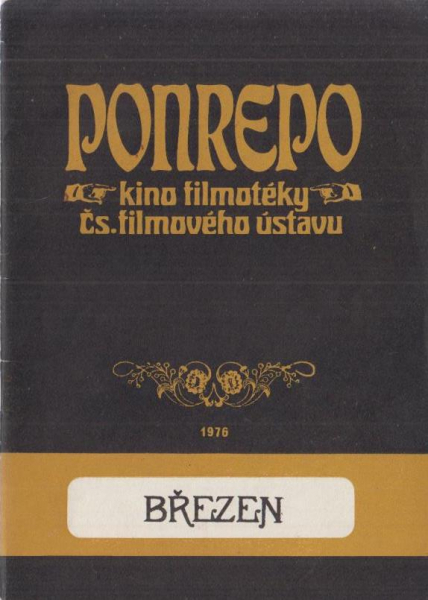 PONREPO
kino filmotéky
čs. filmového ústavu
1976
BŘEZEN